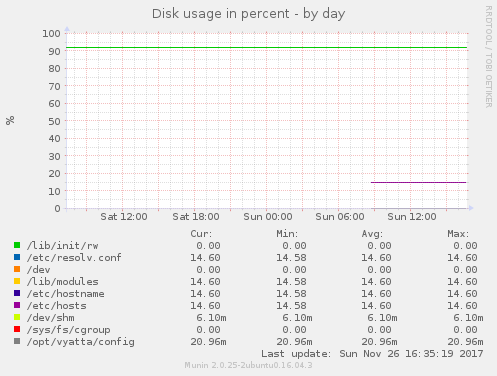 Disk usage in percent - by day
RRDTOOL / TOBI OETIKER
%
100
90
80
70
60
50
40
30
20
10
0
Sat 12:00 Sat 18:00 Sun 00:00 Sun 06:00 Sun 12:00
Cur: Min: Avg: Max:
/lib/init/rw 0.00 0.00 0.00 0.00
/etc/resolv.conf 14.60 14.58 14.60 14.60
/dev 0.00 0.00 0.00 0.00
/lib/modules 14.60 14.58 14.60 14.60
/etc/hostname 14.60 14.58 14.60 14.60
/etc/hosts 14.60 14.58 14.60 14.60
/dev/shm 6.10m 6.10m 6.10m 6.10m
/sys/fs/cgroup 0.00 0.00 0.00 0.00
/opt/vyatta/config 20.96m 20.96m 20.96m 20.96m
Last update: Sun Nov 26 16:35:19 2017
Munin 2.0.25-2ubuntu0.16.04.3